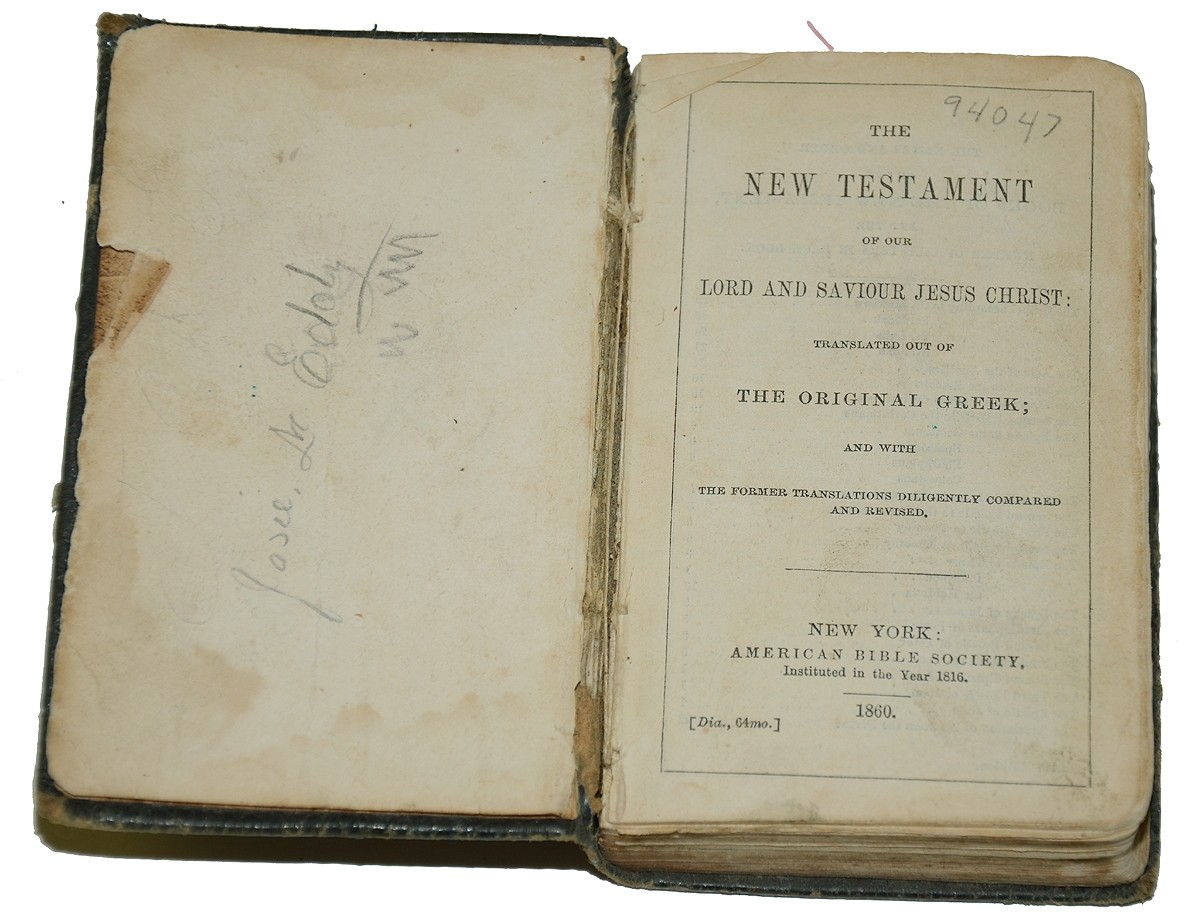 Josie Eddy
94047
THE
NEW TESTAMENT
OF OUR
LORD AND SAVIOUR JESUS CHRIST:
TRANSLATED OUT OF
THE ORIGINAL GREEK;
AND WITH
THE FORMER TRANSLATIONS DILIGENTLY COMPARED
AND REVISED.
NEW YORK:
AMERICAN BIBLE SOCIETY,
Instituted in the Year 1816.
1860.
[Dia., 64mo.]